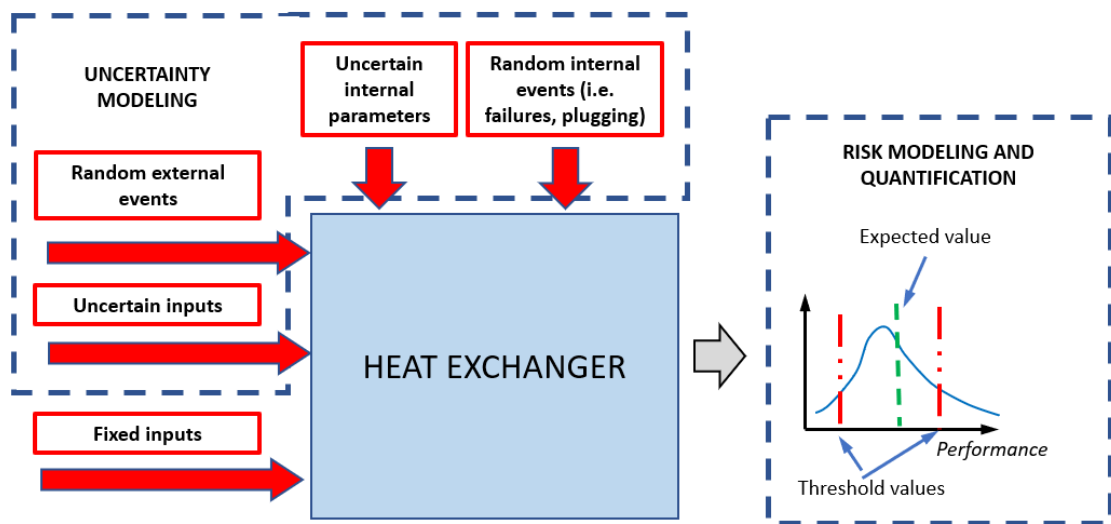 UNCERTAINTY
MODELING
Uncertain
internal
parameters
Random internal
events (i.e.
failures, plugging)
Random external
events
Uncertain inputs
Fixed inputs
HEAT EXCHANGER
RISK MODELING AND
QUANTIFICATION
Expected value
Performance
Threshold values